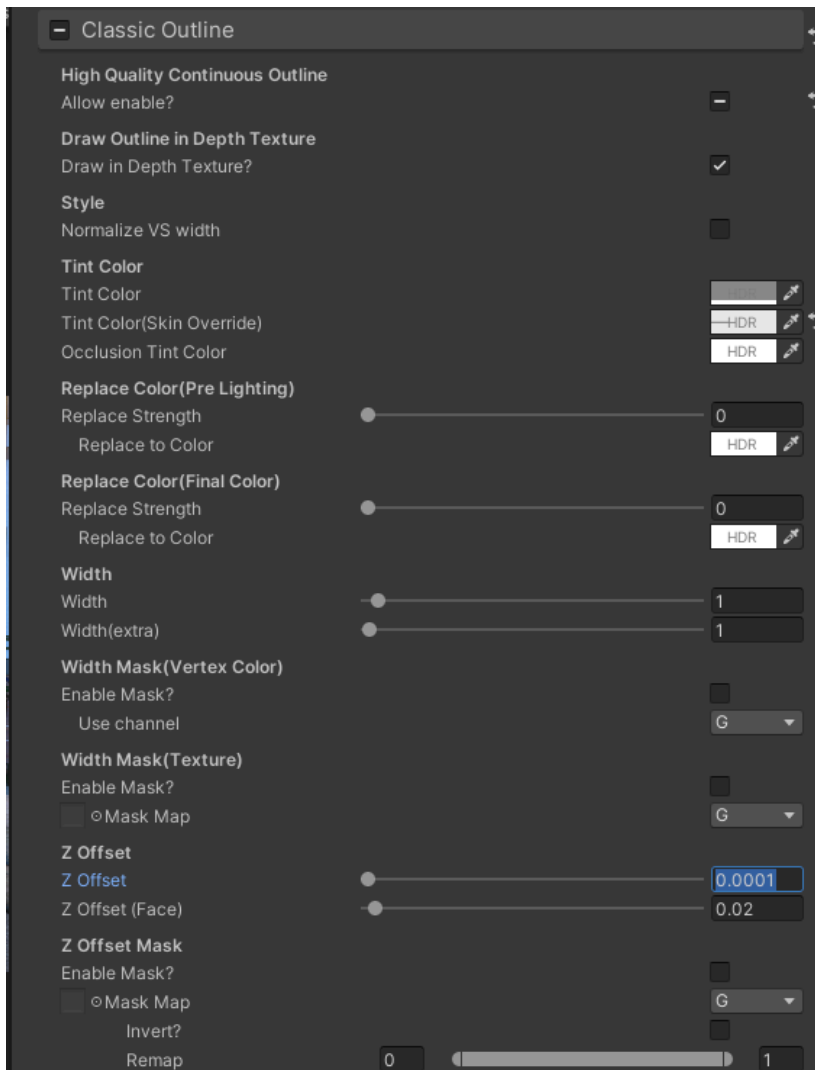 Classic Outline
High Quality Continuous Outline
Allow enable?
Draw Outline in Depth Texture
Draw in Depth Texture?
Style
Normalize VS width
Tint Color
Tint Color HDR
Tint Color(Skin Override) HDR
Occlusion Tint Color HDR
Replace Color(Pre Lighting)
Replace Strength 0
Replace to Color HDR
Replace Color(Final Color)
Replace Strength 0
Replace to Color HDR
Width
Width 1
Width(extra) 1
Width Mask(Vertex Color)
Enable Mask?
Use channel G
Width Mask(Texture)
Enable Mask?
Mask Map G
Z Offset
Z Offset 0.0001
Z Offset (Face) 0.02
Z Offset Mask
Enable Mask?
Mask Map G
Invert?
Remap 0 1